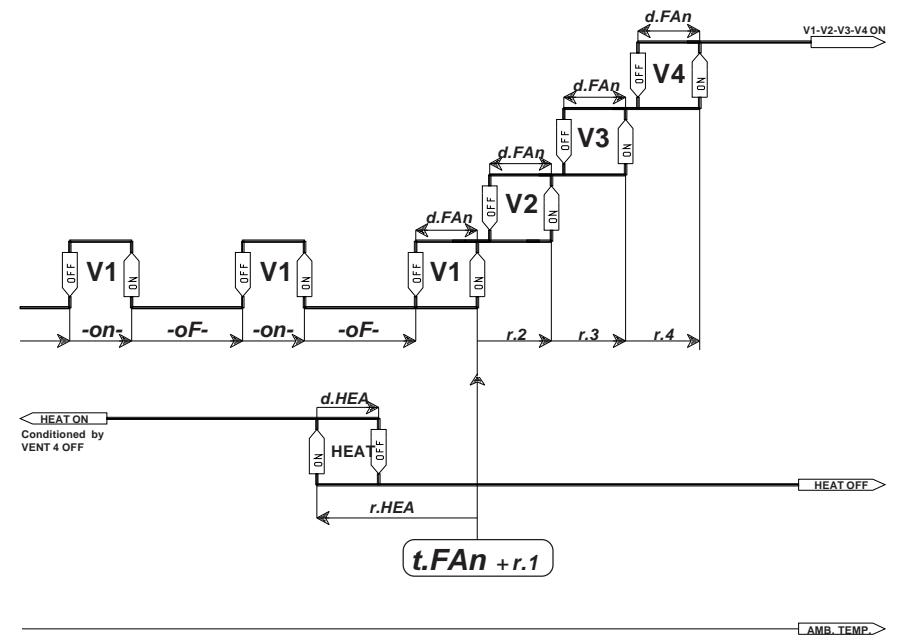 d.FAn
V1-V2-V3-V4 ON
OFF
V4
ON
d.FAn
OFF
V3
ON
d.FAn
OFF
V2
ON
d.FAn
OFF
V1
ON
OFF
V1
ON
OFF
V1
ON
-on-
-oF-
-on-
-oF-
r.2
r.3
r.4
d.HEA
HEAT ON
Conditioned by
VENT 4 OFF
ON
HEAT
OFF
HEAT OFF
r.HEA
t.FAn + r.1
AMB. TEMP.